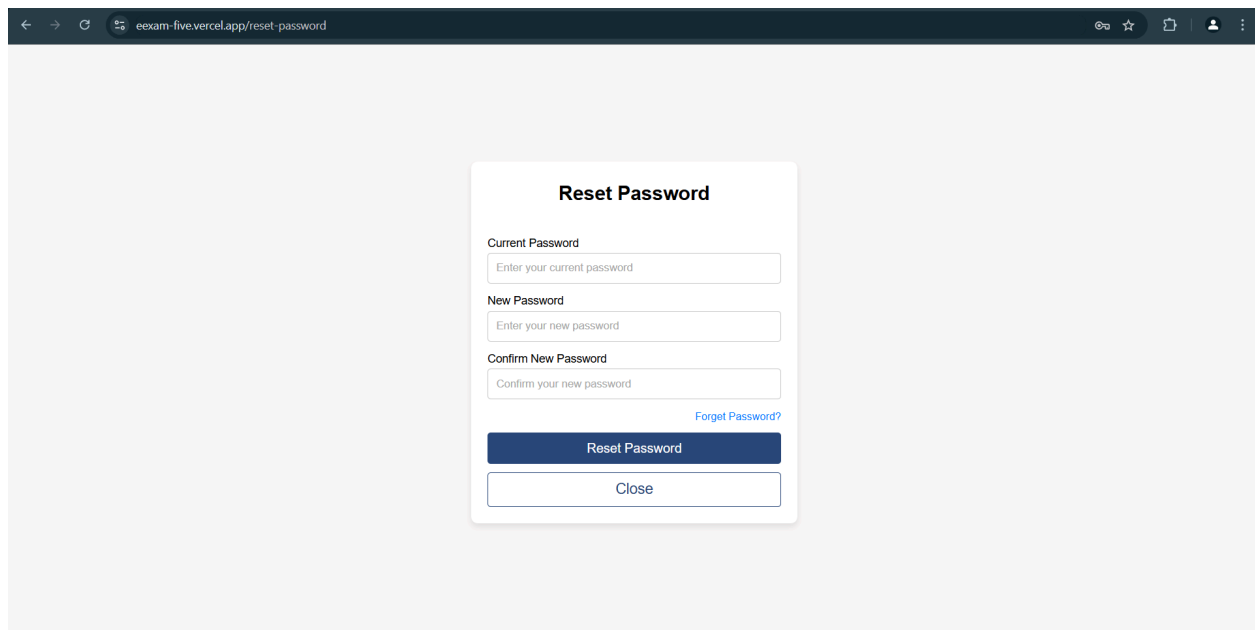 eexam-five.vercel.app/reset-password
Reset Password
Current Password
Enter your current password
New Password
Enter your new password
Confirm New Password
Confirm your new password
Forget Password?
Reset Password
Close